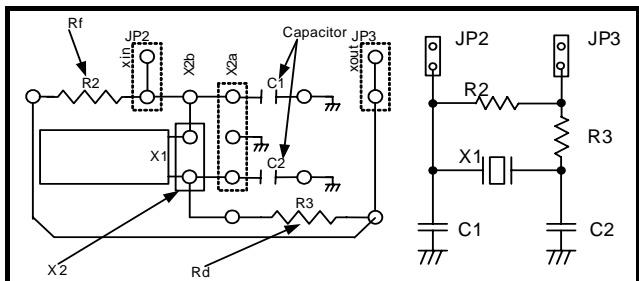 Rf
JP2
xin
X2b
X2a
Capacitor
JP3
xout
R2
C1
X1
C2
R3
X2
Rd
JP2
JP3
R2
R3
X1
C1
C2